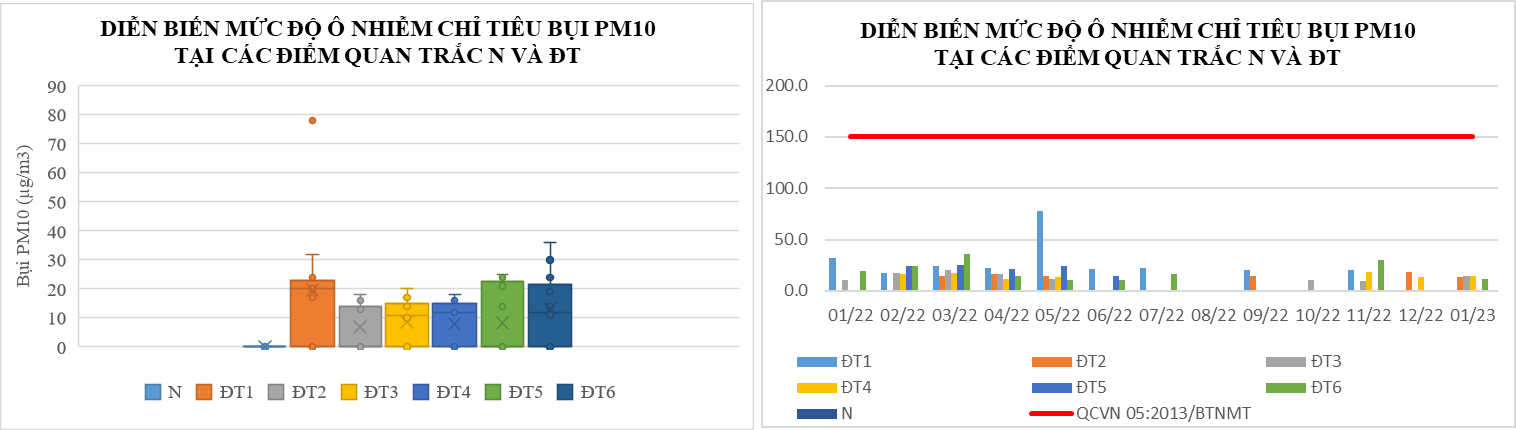 DIỄN BIẾN MỨC ĐỘ Ô NHIỄM CHỈ TIÊU BỤI PM10
TẠI CÁC ĐIỂM QUAN TRẮC N VÀ ĐT
90
80
70
60
50
40
30
20
10
0
Bụi PM10 (µg/m3)
N ĐT1 ĐT2 ĐT3 ĐT4 ĐT5 ĐT6
DIỄN BIẾN MỨC ĐỘ Ô NHIỄM CHỈ TIÊU BỤI PM10
TẠI CÁC ĐIỂM QUAN TRẮC N VÀ ĐT
200.0
150.0
100.0
50.0
0.0
01/22 02/22 03/22 04/22 05/22 06/22 07/22 08/22 09/22 10/22 11/22 12/22 01/23
ĐT1 ĐT2 ĐT3
ĐT4 ĐT5 ĐT6
N QCVN 05:2013/BTNMT